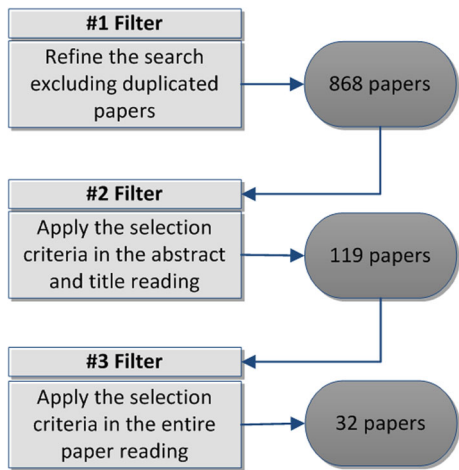 #1 Filter
Refine the search
excluding duplicated
papers
868 papers
#2 Filter
Apply the selection
criteria in the abstract
and title reading
119 papers
#3 Filter
Apply the selection
criteria in the entire
paper reading
32 papers